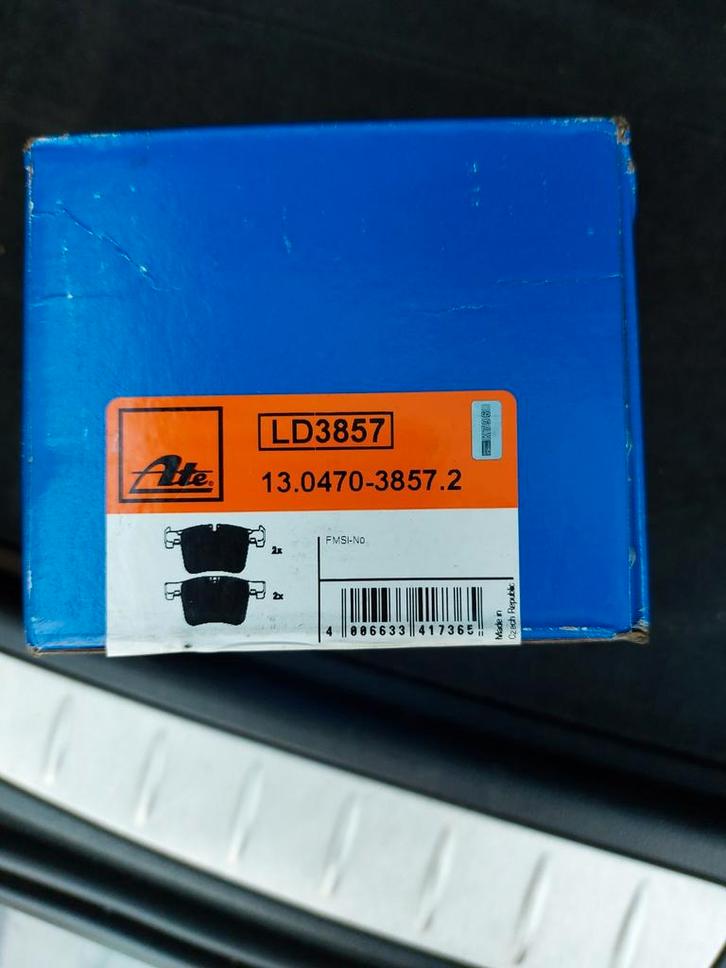 LD3857
Ate
13.0470-3857.2
2x
FMSI-No.
2x
4 006633 417365
Made in
Czech Republic